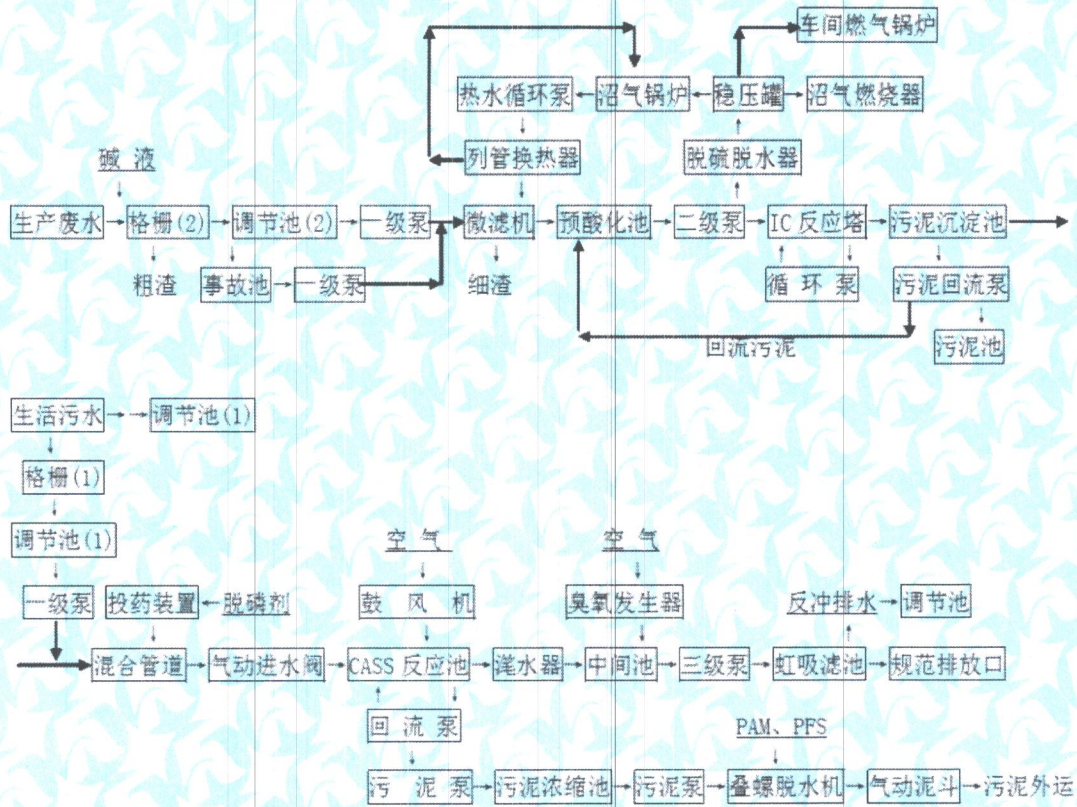 车间燃气锅炉
热水循环泵 沼气锅炉 稳压罐 沼气燃烧器
碱 液 列管换热器 脱硫脱水器
生产废水 格栅(2) 调节池(2) 一级泵 微滤机 预酸化池 二级泵 IC 反应塔 污泥沉淀池
粗渣 事故池 一级泵 细渣 循 环 泵 污泥回流泵
回流污泥 污泥池
生活污水 调节池(1)
格栅(1)
调节池(1) 空 气 空 气
一级泵 投药装置 脱磷剂 鼓 风 机 臭氧发生器 反冲排水 调节池
混合管道 气动进水阀 CASS 反应池 滗水器 中间池 三级泵 虹吸滤池 规范排放口
回 流 泵 PAM、PFS
污 泥 泵 污泥浓缩池 污泥泵 叠螺脱水机 气动泥斗 污泥外运